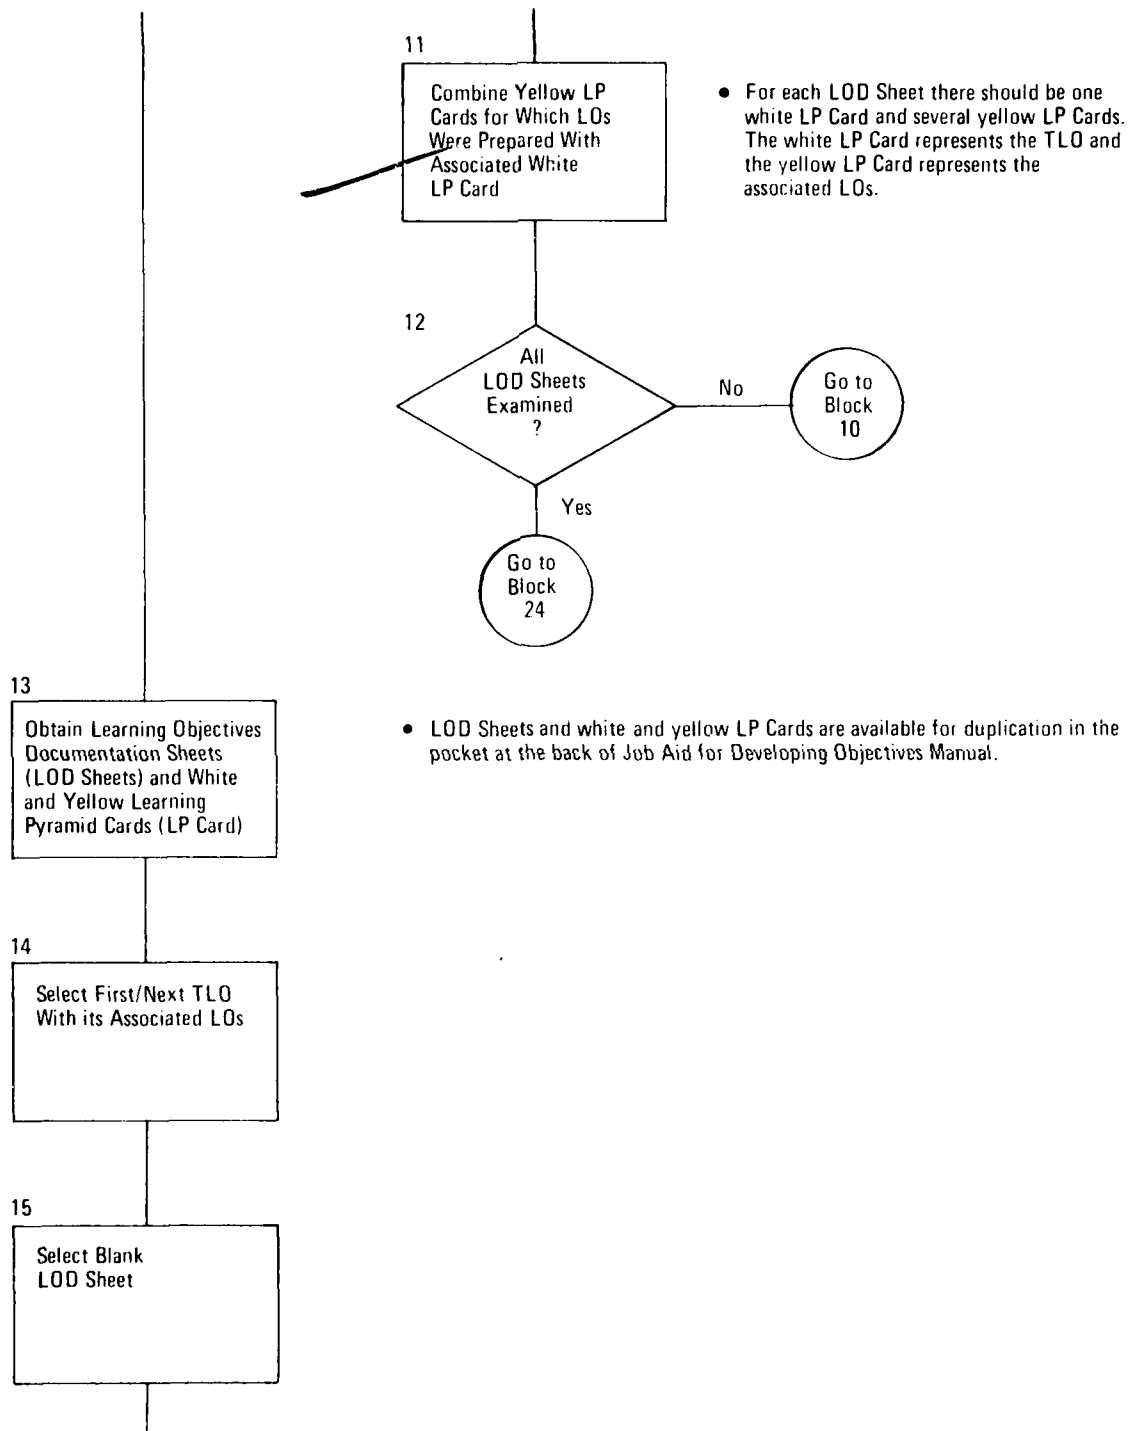 11
Combine Yellow LP
Cards for Which LOs
Were Prepared With
Associated White
LP Card
● For each LOD Sheet there should be one
white LP Card and several yellow LP Cards.
The white LP Card represents the TLO and
the yellow LP Card represents the
associated LOs.
12
All
LOD Sheets
Examined
?
No
Go to
Block
10
Yes
Go to
Block
24
13
Obtain Learning Objectives
Documentation Sheets
(LOD Sheets) and White
and Yellow Learning
Pyramid Cards (LP Card)
● LOD Sheets and white and yellow LP Cards are available for duplication in the
pocket at the back of Job Aid for Developing Objectives Manual.
14
Select First/Next TLO
With its Associated LOs
15
Select Blank
LOD Sheet